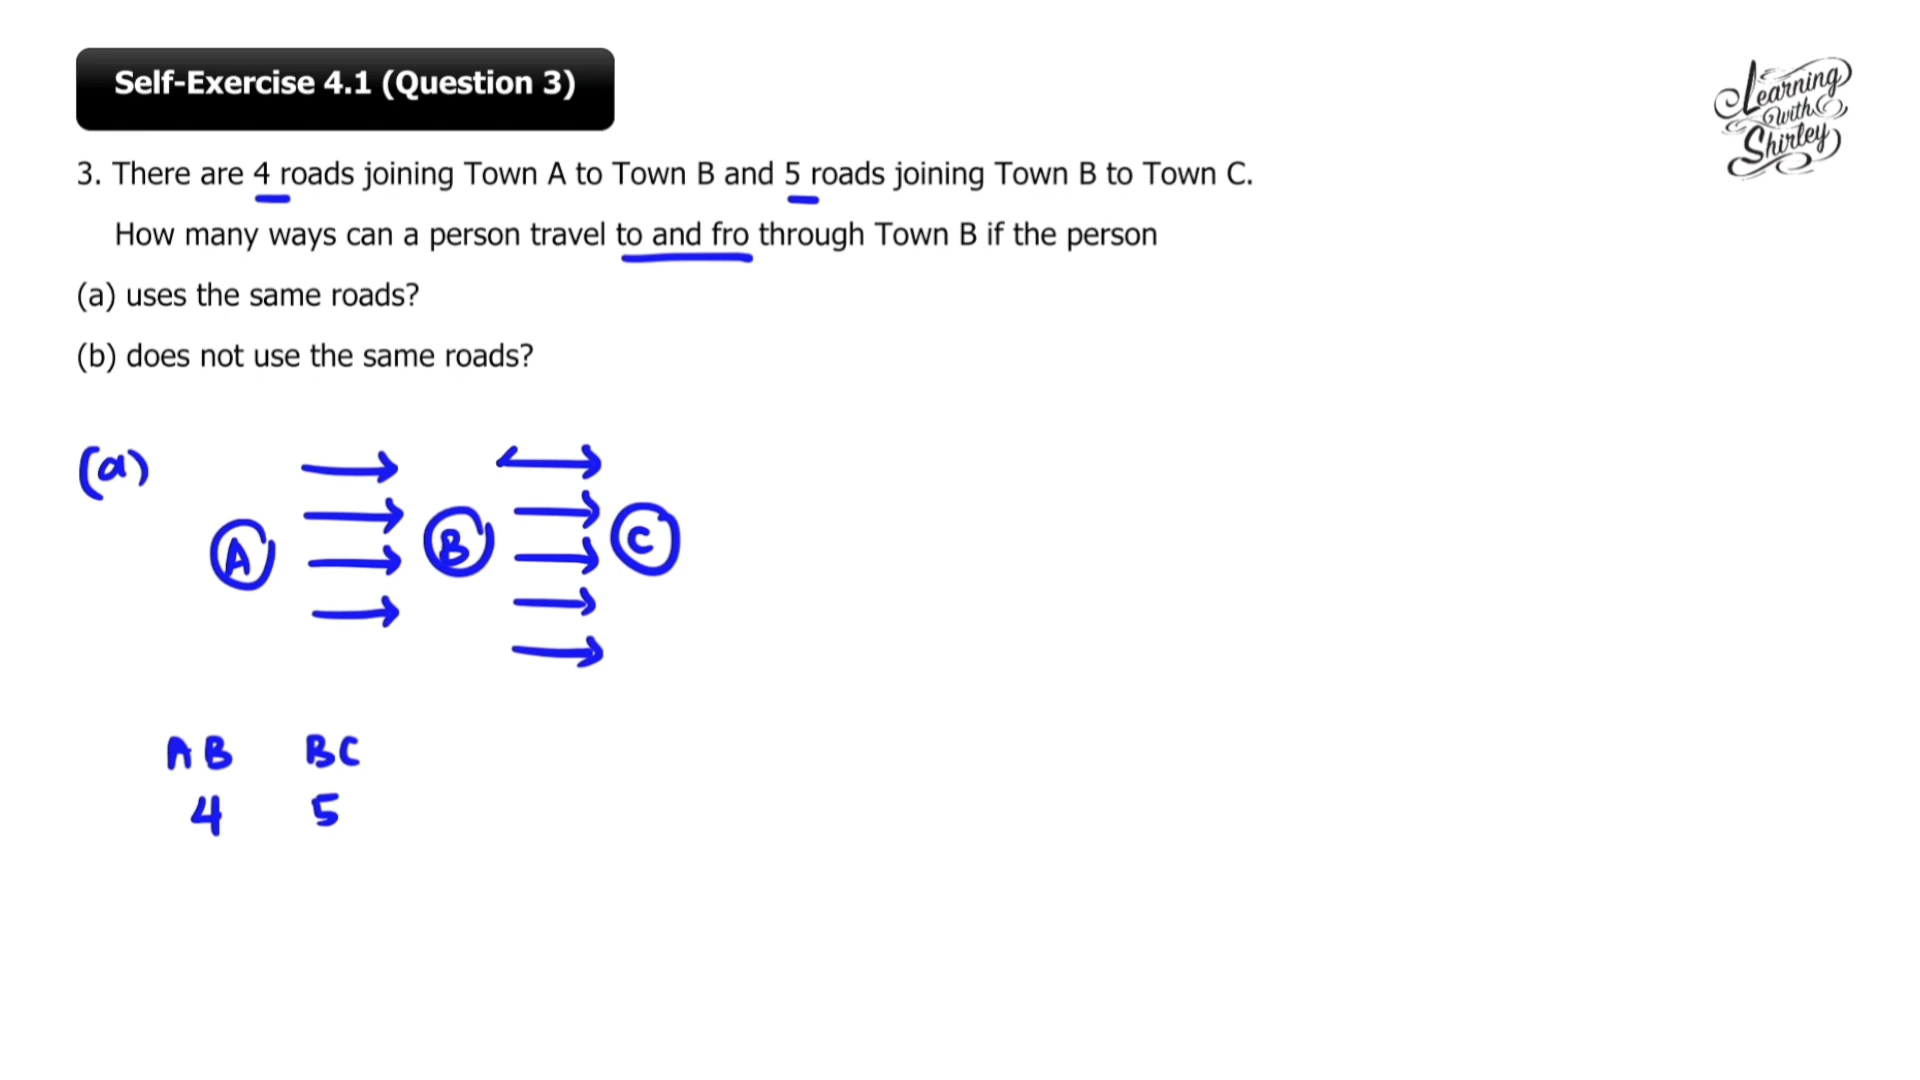 Self-Exercise 4.1 (Question 3)
Learning
with
Shirley
3. There are 4 roads joining Town A to Town B and 5 roads joining Town B to Town C.
How many ways can a person travel to and fro through Town B if the person
(a) uses the same roads?
(b) does not use the same roads?
(a)
A B C
AB BC
4 5